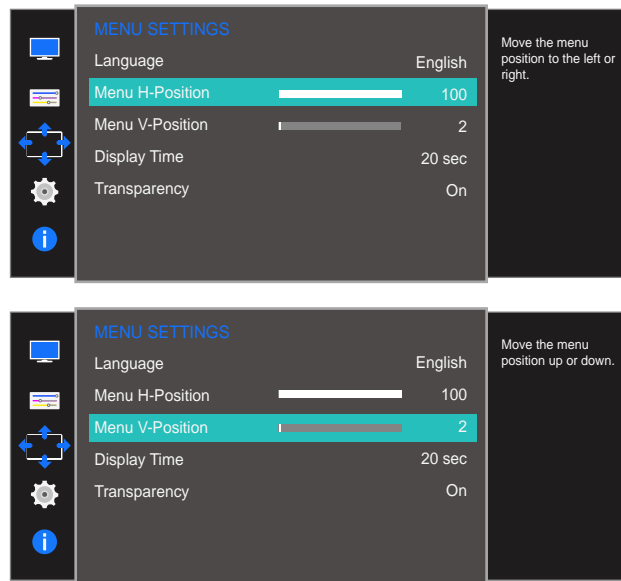 MENU SETTINGS
Language English
Menu H-Position 100
Menu V-Position 2
Display Time 20 sec
Transparency On
Move the menu
position to the left or
right.
MENU SETTINGS
Language English
Menu H-Position 100
Menu V-Position 2
Display Time 20 sec
Transparency On
Move the menu
position up or down.